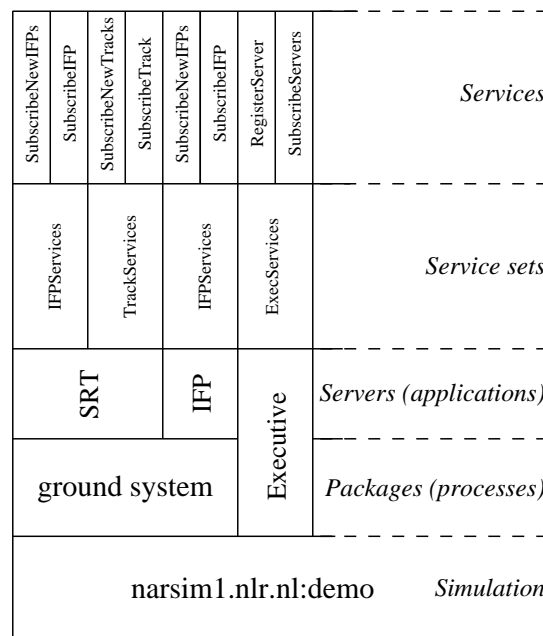 SubscribeNewIFPs
SubscribeIFP
SubscribeNewTracks
SubscribeTrack
SubscribeNewIFPs
SubscribeIFP
RegisterServer
SubscribeServers
Services
IFPServices
TrackServices
IFPServices
ExecServices
Service sets
SRT
IFP
Executive
Servers (applications)
ground system
Packages (processes)
narsim1.nlr.nl:demo
Simulation